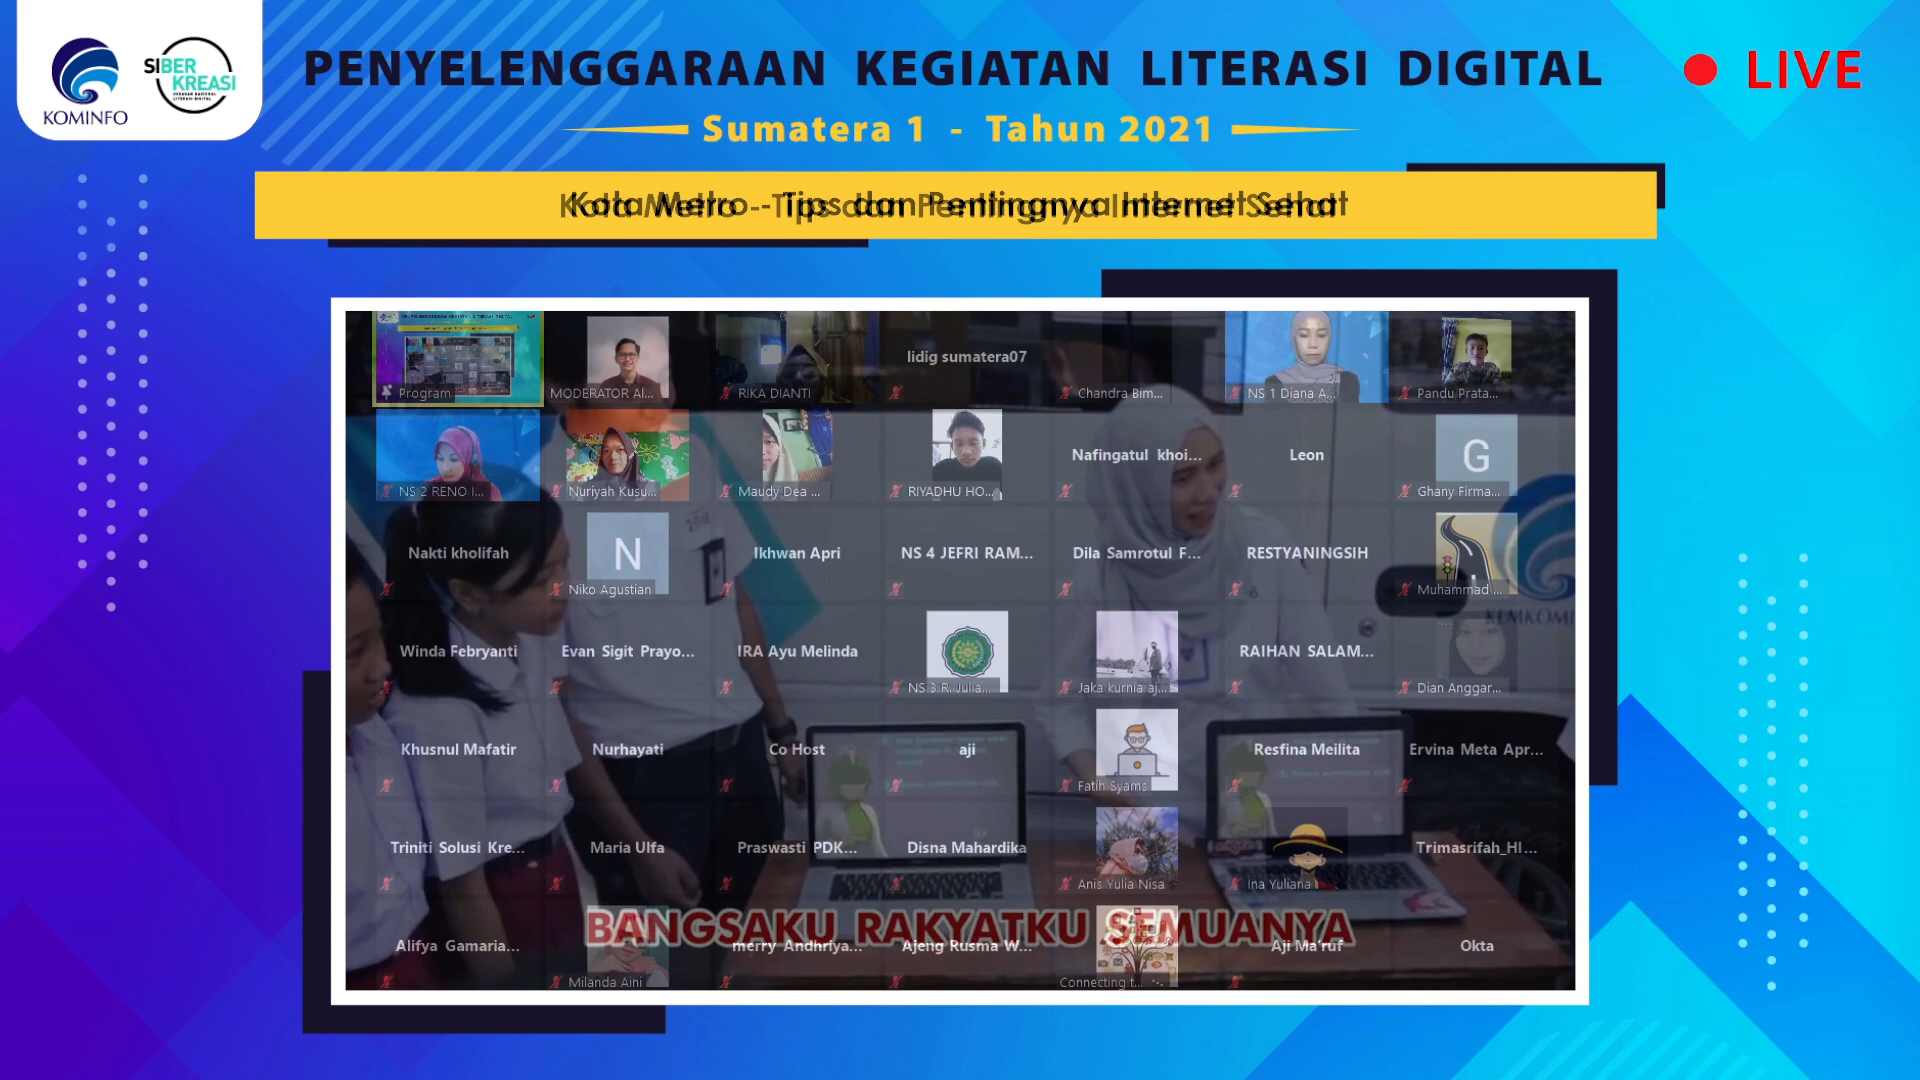 KOMINFO
SIBER
KREASI
PENYELENGGARAAN KEGIATAN LITERASI DIGITAL
LIVE
Sumatera 1 - Tahun 2021
Kota Metro - Tips dan Pentingnya Internet Sehat
Program
MODERATOR Al...
RIKA DIANTI
lidig sumatera07
Chandra Bim...
NS 1 Diana A...
Pandu Prata...
NS 2 RENO I...
Nuriyah Kusu...
Maudy Dea ...
RIYADHU HO...
Nafingatul khoi...
Leon
G
Ghany Firma...
Nakti kholifah
N
Niko Agustian
Ikhwan Apri
NS 4 JEFRI RAM...
Dila Samrotul F...
RESTYANINGSIH
Muhammad ...
Winda Febryanti
Evan Sigit Prayo...
IRA Ayu Melinda
NS 3 R. Julia...
Jaka kurnia aj...
RAIHAN SALAM...
Dian Anggar...
Khusnul Mafatir
Nurhayati
Co Host
aji
Fatih Syams
Resfina Meilita
Ervina Meta Apr...
Triniti Solusi Kre...
Maria Ulfa
Praswasti PDK...
Disna Mahardika
Anis Yulia Nisa
Ina Yuliana
Trimasrifah_HI...
BANGSAKU RAKYATKU SEMUANYA
Alifya Gamaria...
Milanda Aini
merry Andhriya...
Ajeng Rusma W...
Connecting t...
Aji Ma'ruf
Okta